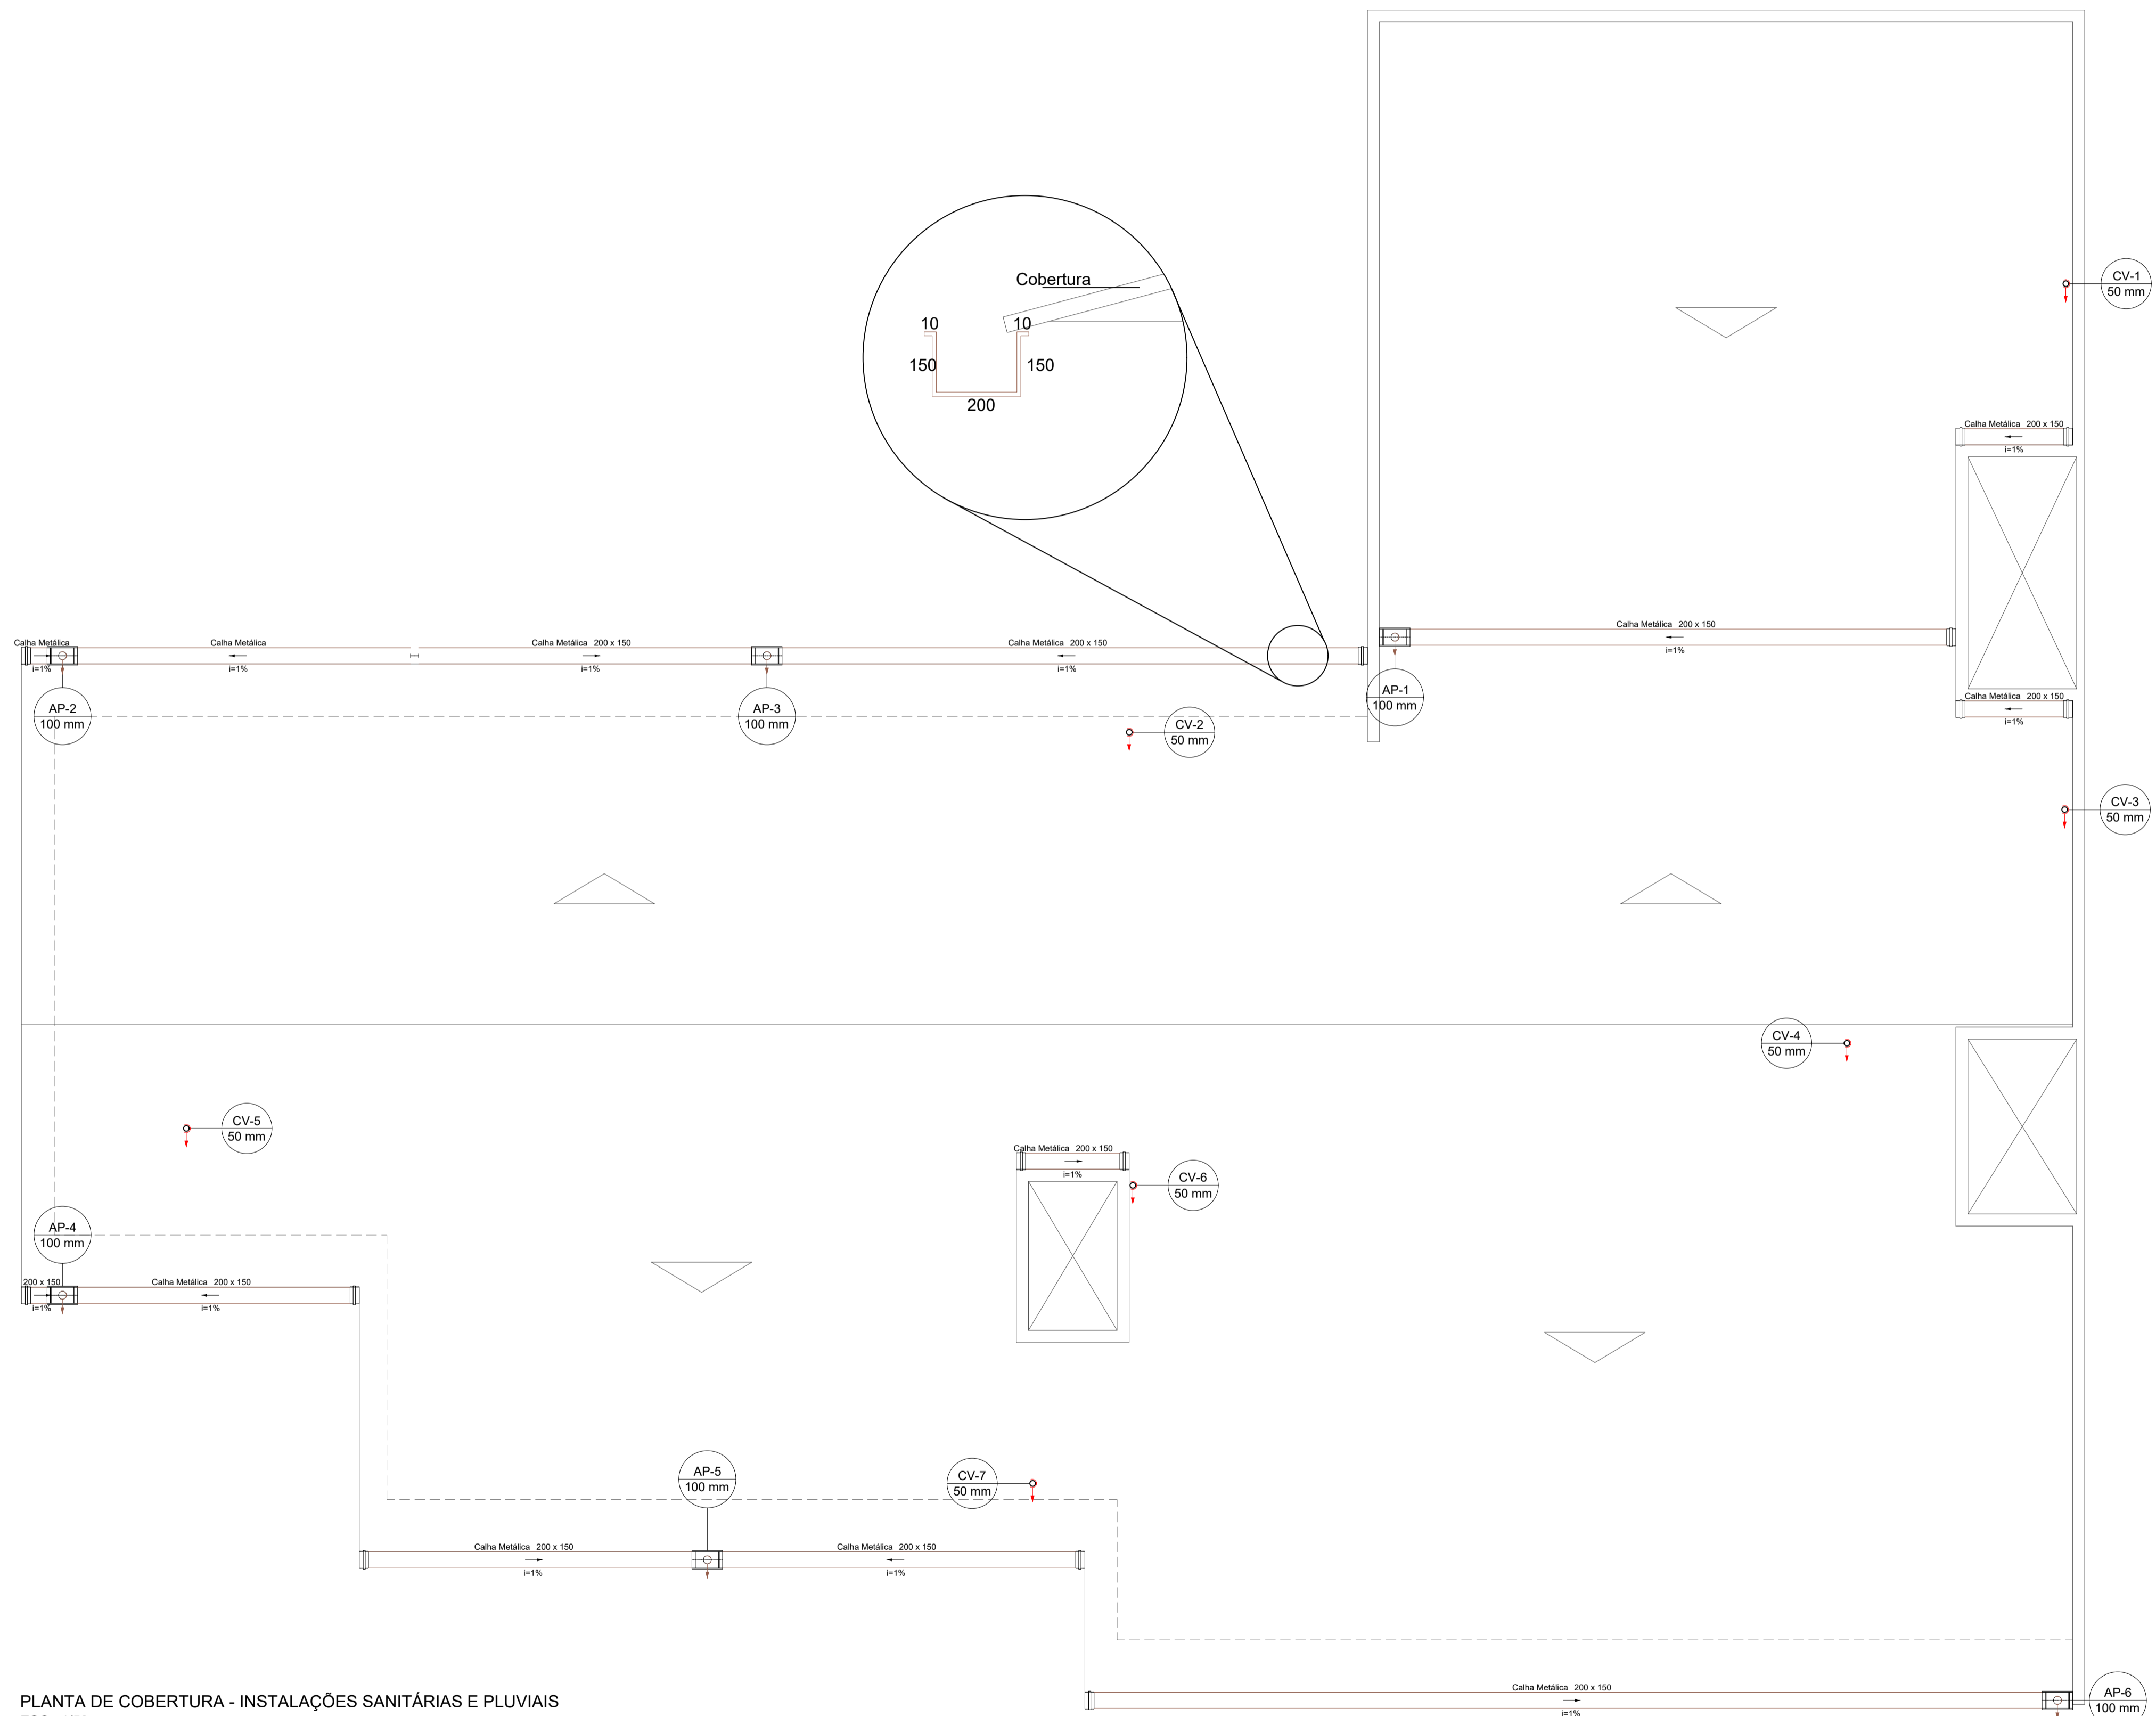 CV-1
50 mm
Cobertura
10
10
150
150
200
Calha Metálica 200 x 150
i=1%
Calha Metálica 200 x 150
i=1%
Calha Metálica
i=1%
Calha Metálica
i=1%
Calha Metálica 200 x 150
i=1%
Calha Metálica 200 x 150
i=1%
AP-1
100 mm
Calha Metálica 200 x 150
i=1%
AP-2
100 mm
AP-3
100 mm
CV-2
50 mm
CV-3
50 mm
CV-4
50 mm
CV-5
50 mm
Calha Metálica 200 x 150
i=1%
CV-6
50 mm
AP-4
100 mm
200 x 150
i=1%
Calha Metálica 200 x 150
i=1%
AP-5
100 mm
CV-7
50 mm
Calha Metálica 200 x 150
i=1%
Calha Metálica 200 x 150
i=1%
Calha Metálica 200 x 150
i=1%
AP-6
100 mm
PLANTA DE COBERTURA - INSTALAÇÕES SANITÁRIAS E PLUVIAIS